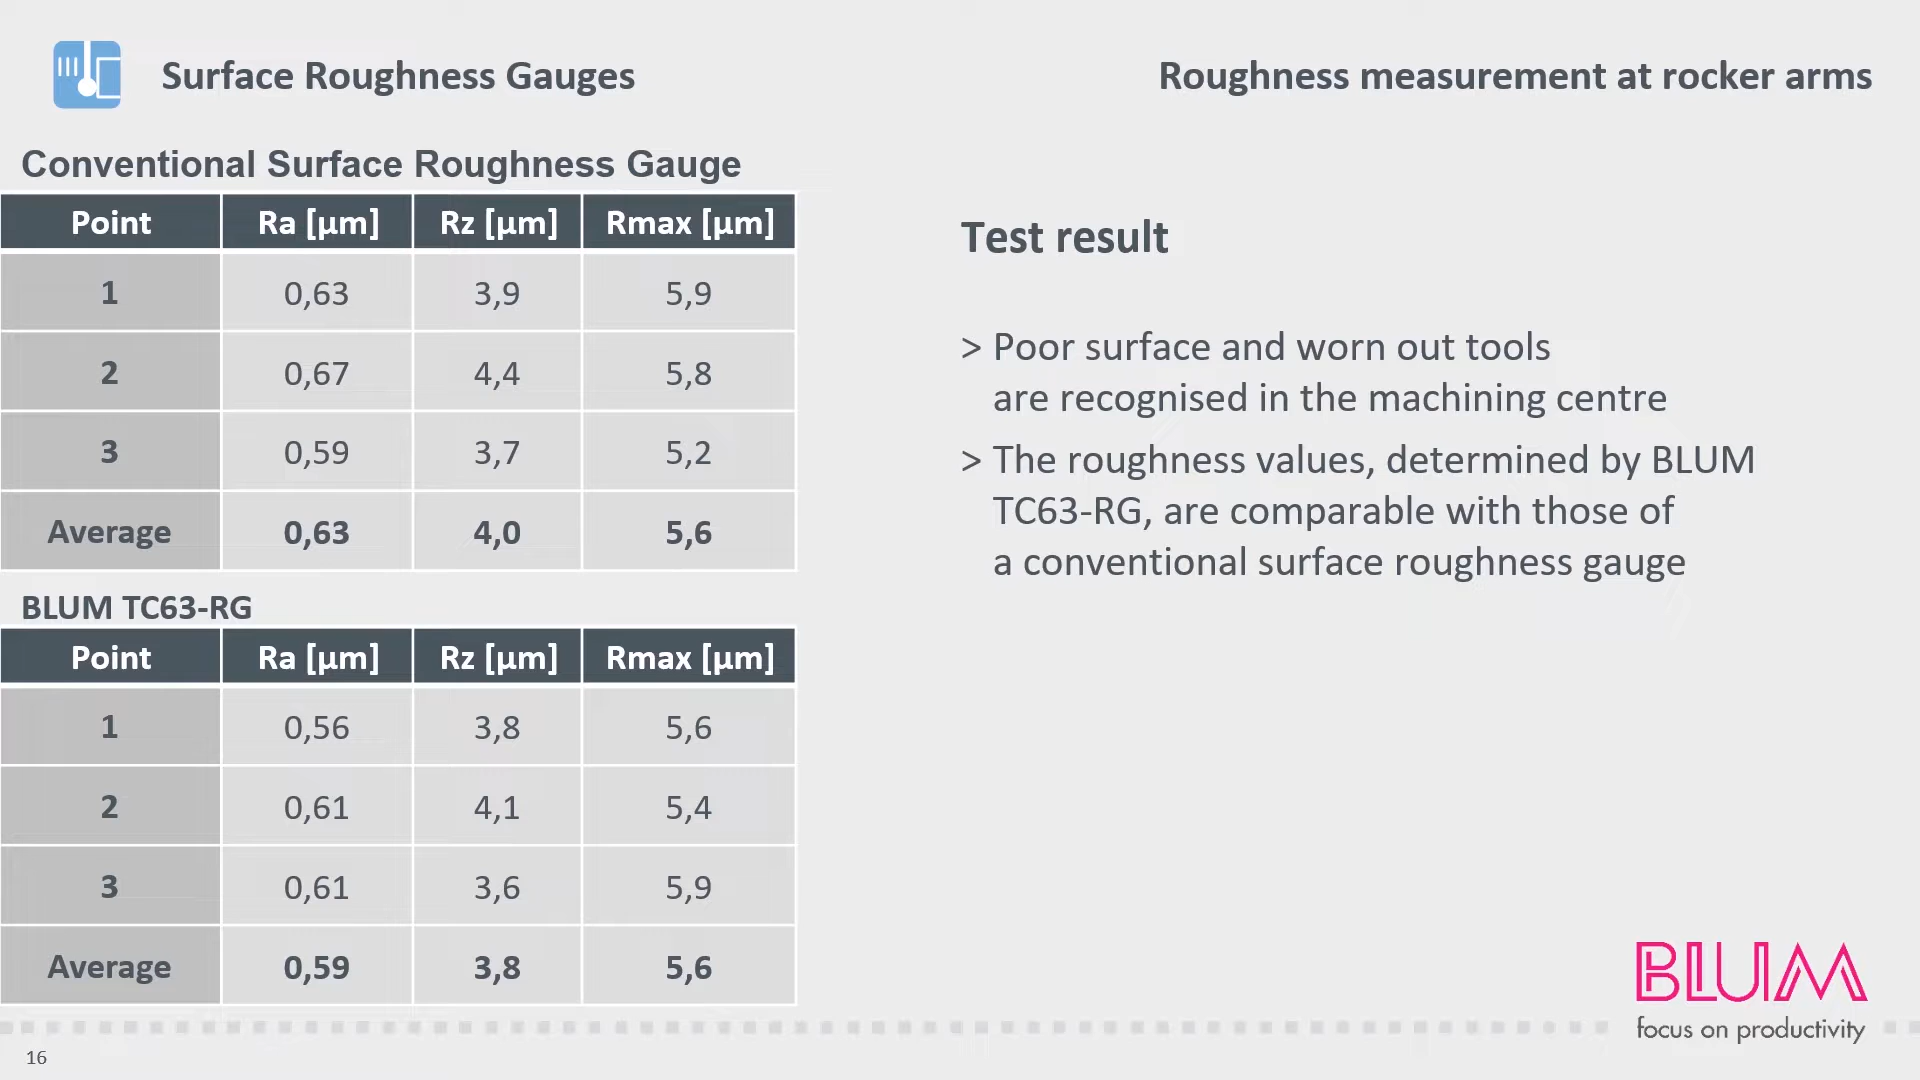 Surface Roughness Gauges
Roughness measurement at rocker arms
Conventional Surface Roughness Gauge
Point Ra [µm] Rz [µm] Rmax [µm]
1 0,63 3,9 5,9
2 0,67 4,4 5,8
3 0,59 3,7 5,2
Average 0,63 4,0 5,6
BLUM TC63-RG
Point Ra [µm] Rz [µm] Rmax [µm]
1 0,56 3,8 5,6
2 0,61 4,1 5,4
3 0,61 3,6 5,9
Average 0,59 3,8 5,6
Test result
> Poor surface and worn out tools
are recognised in the machining centre
> The roughness values, determined by BLUM
TC63-RG, are comparable with those of
a conventional surface roughness gauge
BLUM
focus on productivity
16